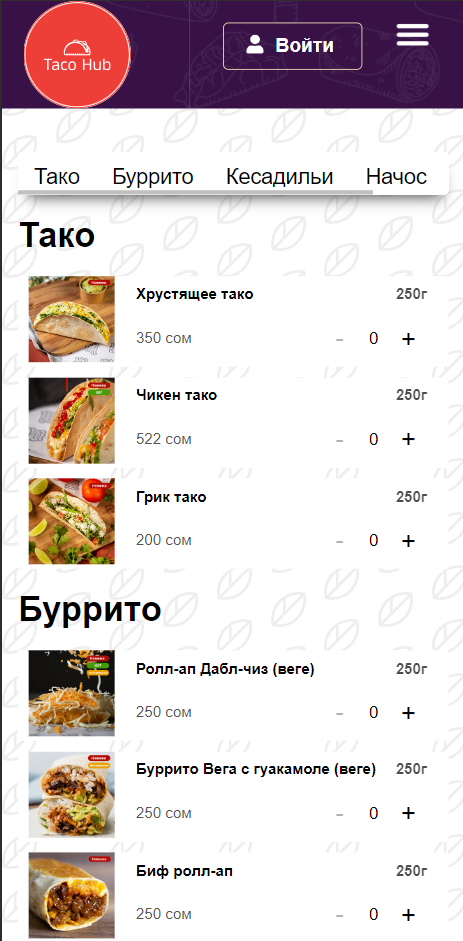 Taco Hub
Войти
Тако Буррито Кесадильи Начос
Тако
Хрустящее тако 250г
350 сом - 0 +
Чикен тако 250г
522 сом - 0 +
Грик тако 250г
200 сом - 0 +
Буррито
Ролл-ап Дабл-чиз (веге) 250г
250 сом - 0 +
Буррито Вега с гуакамоле (веге) 250г
250 сом - 0 +
Биф ролл-ап 250г
250 сом - 0 +